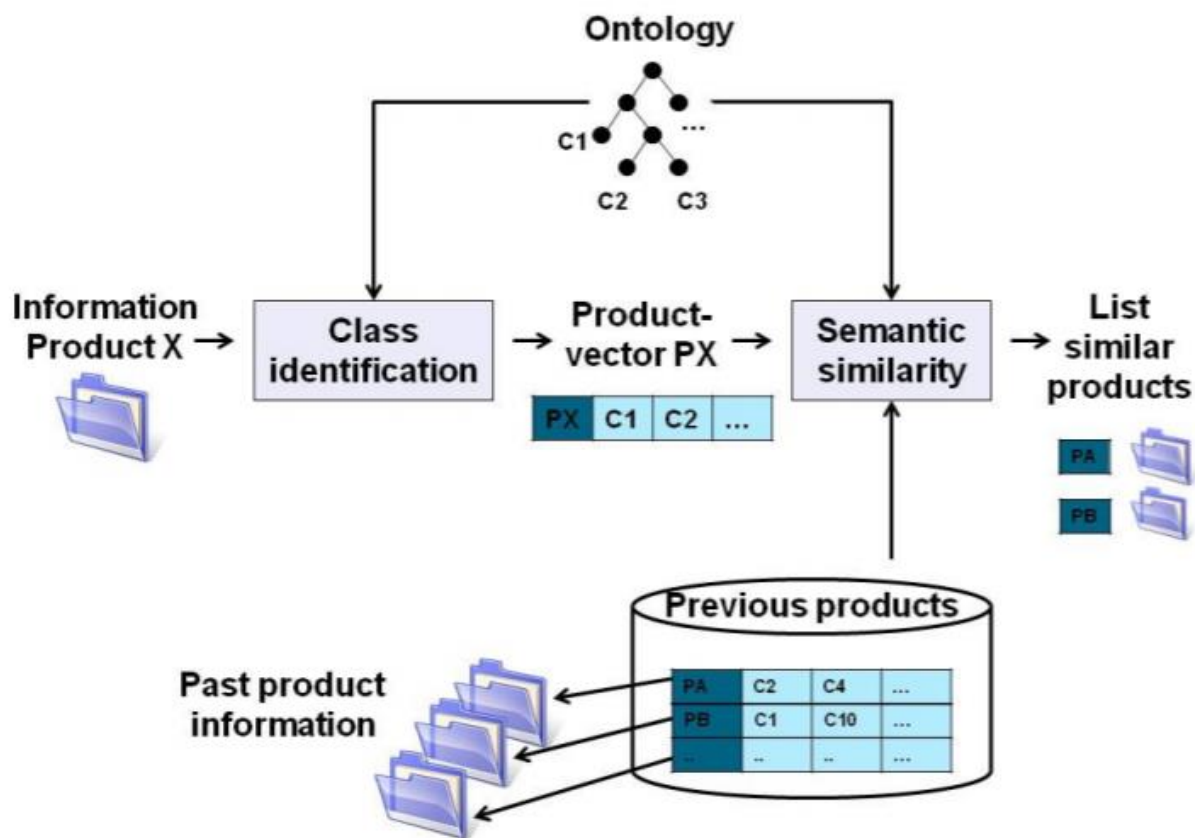 Ontology
C1
...
C2
C3
Information
Product X
Class
identification
Product-
vector PX
PX C1 C2 ...
Semantic
similarity
List
similar
products
PA
PB
Previous products
PA C2 C4 ...
PB C1 C10 ...
.. .. .. ...
Past product
information